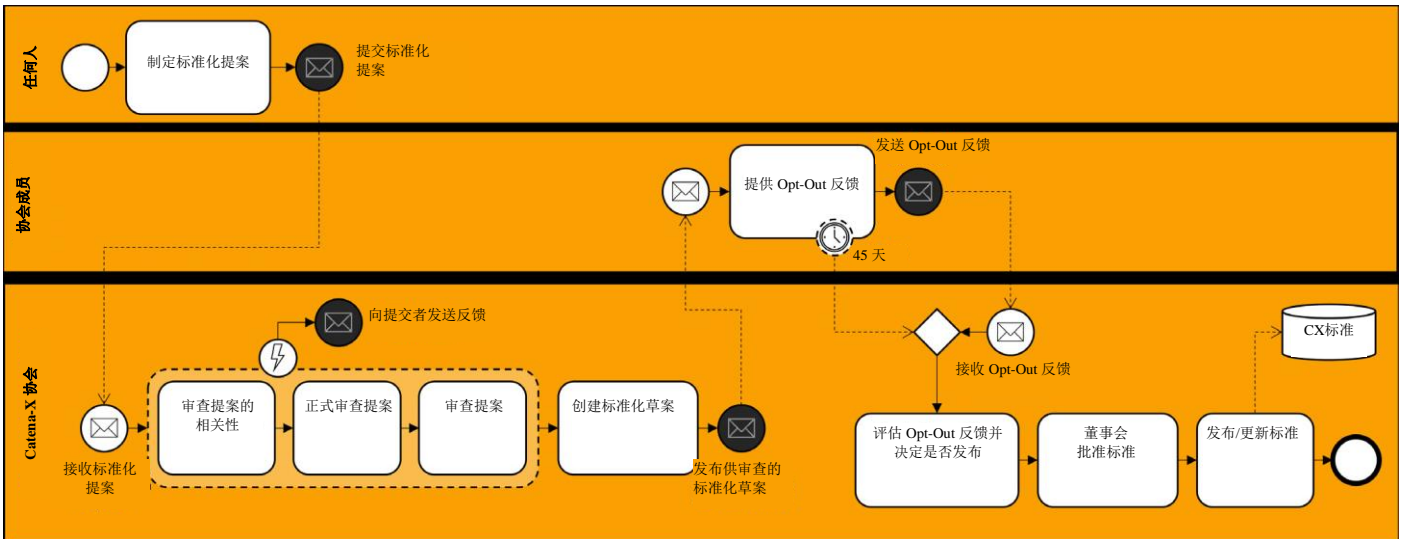 任何人
制定标准化提案
提交标准化
提案
协会成员
发送 Opt-Out 反馈
提供 Opt-Out 反馈
45 天
Catena-X 协会
向提交者发送反馈
接收标准化
提案
审查提案的
相关性
正式审查提案
审查提案
创建标准化草案
发布供审查的
标准化草案
接收 Opt-Out 反馈
评估 Opt-Out 反馈并
决定是否发布
董事会
批准标准
发布/更新标准
CX标准